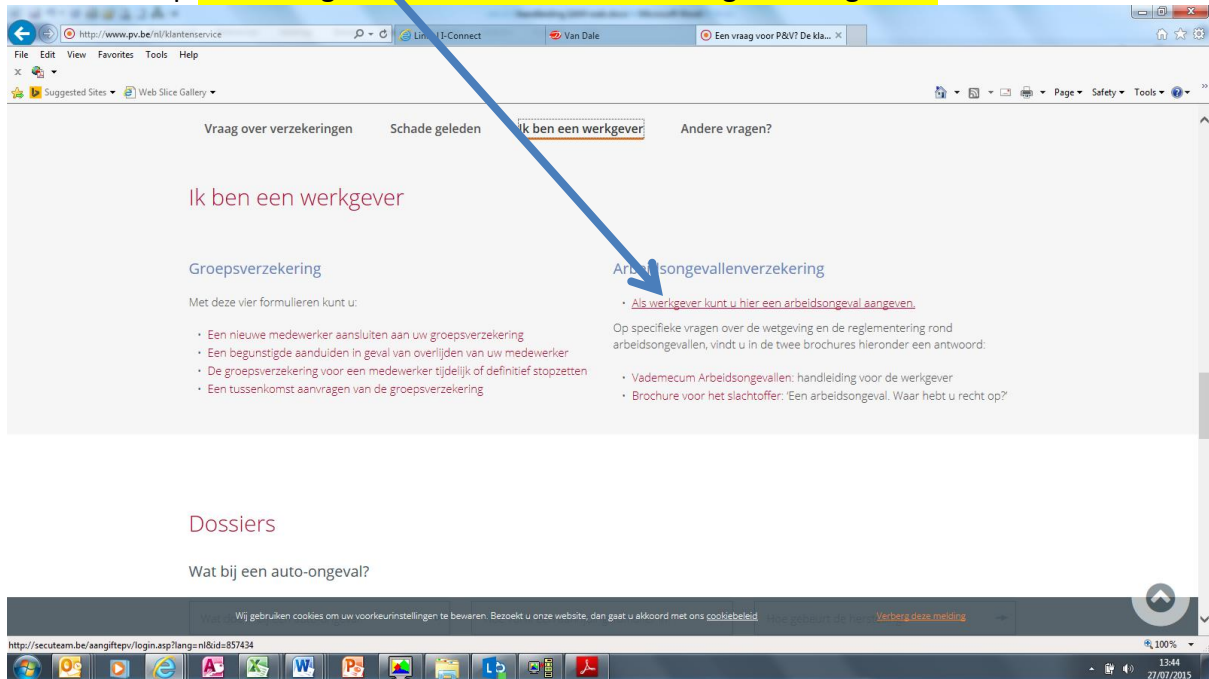 http://www.pv.be/nl/klantenservice
I-Connect
Van Dale
Een vraag voor P&V? De kla...
File Edit View Favorites Tools Help
Suggested Sites
Web Slice Gallery
Page Safety Tools
Vraag over verzekeringen Schade geleden Ik ben een werkgever Andere vragen?
Ik ben een werkgever
Groepsverzekering
Met deze vier formulieren kunt u:
• Een nieuwe medewerker aansluiten aan uw groepsverzekering
• Een begunstigde aanduiden in geval van overlijden van uw medewerker
• De groepsverzekering voor een medewerker tijdelijk of definitief stopzetten
• Een tussenkomst aanvragen van de groepsverzekering
Arbeidsongevallenverzekering
• Als werkgever kunt u hier een arbeidsongeval aangeven.
Op specifieke vragen over de wetgeving en de reglementering rond
arbeidsongevallen, vindt u in de twee brochures hieronder een antwoord:
• Vademecum Arbeidsongevallen: handleiding voor de werkgever
• Brochure voor het slachtoffer: 'Een arbeidsongeval. Waar hebt u recht op?'
Dossiers
Wat bij een auto-ongeval?
Wij gebruiken cookies om uw voorkeurinstellingen te bewaren. Bezoekt u onze website, dan gaat u akkoord met ons cookiebeleid
Verberg deze melding
http://secuteam.be/aangiftepv/login.asp?lang=nl&id=857434
100%
13:44
27/07/2015